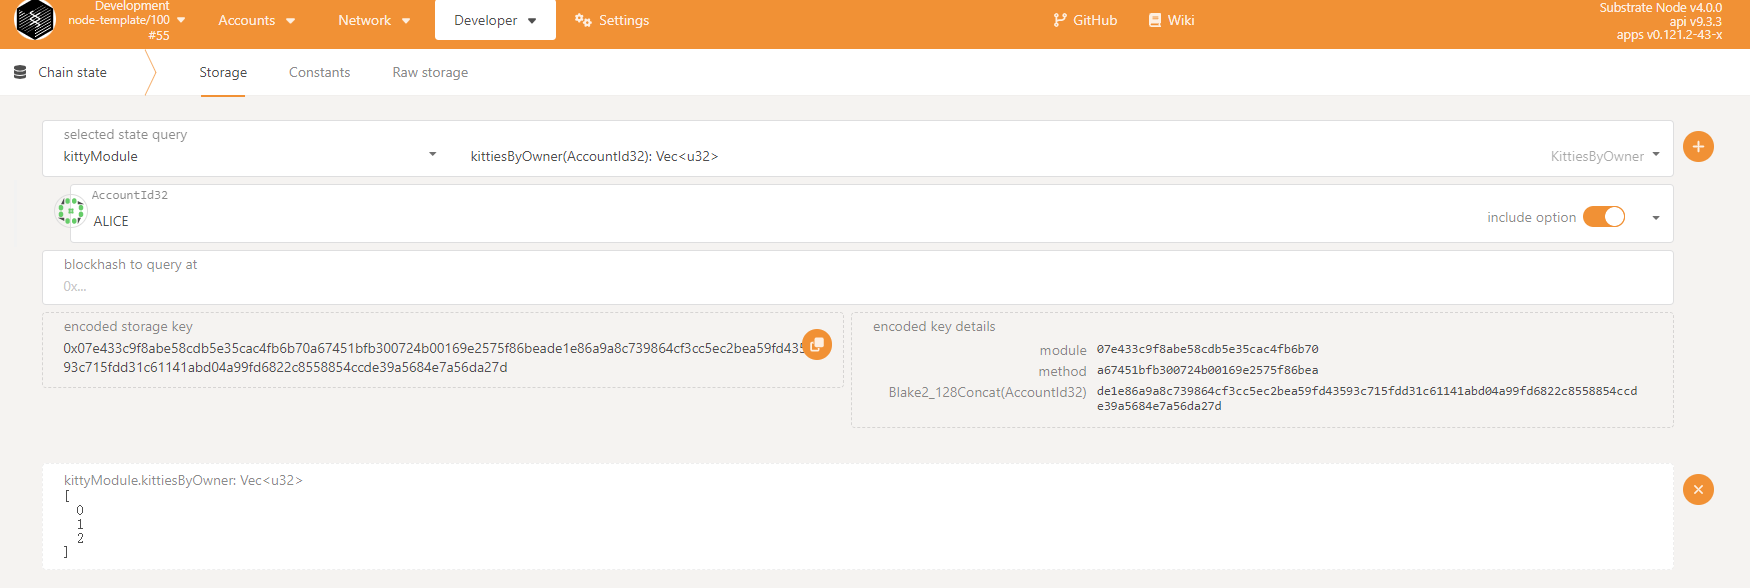 Development
node-template/100
#55
Accounts
Network
Developer
Settings
GitHub
Wiki
Substrate Node v4.0.0
api v9.3.3
apps v0.121.2-43-x
Chain state
Storage
Constants
Raw storage
selected state query
kittyModule
kittiesByOwner(AccountId32): Vec<u32>
KittiesByOwner
AccountId32
ALICE
include option
blockhash to query at
0x...
encoded storage key
0x07e433c9f8abe58cdb5e35cac4fb6b70a67451bfb300724b00169e2575f86beade1e86a9a8c739864cf3cc5ec2bea59fd435
93c715fdd31c61141abd04a99fd6822c8558854ccde39a5684e7a56da27d
encoded key details
module 07e433c9f8abe58cdb5e35cac4fb6b70
method a67451bfb300724b00169e2575f86bea
Blake2_128Concat(AccountId32) de1e86a9a8c739864cf3cc5ec2bea59fd43593c715fdd31c61141abd04a99fd6822c8558854ccd
e39a5684e7a56da27d
kittyModule.kittiesByOwner: Vec<u32>
[
0
1
2
]